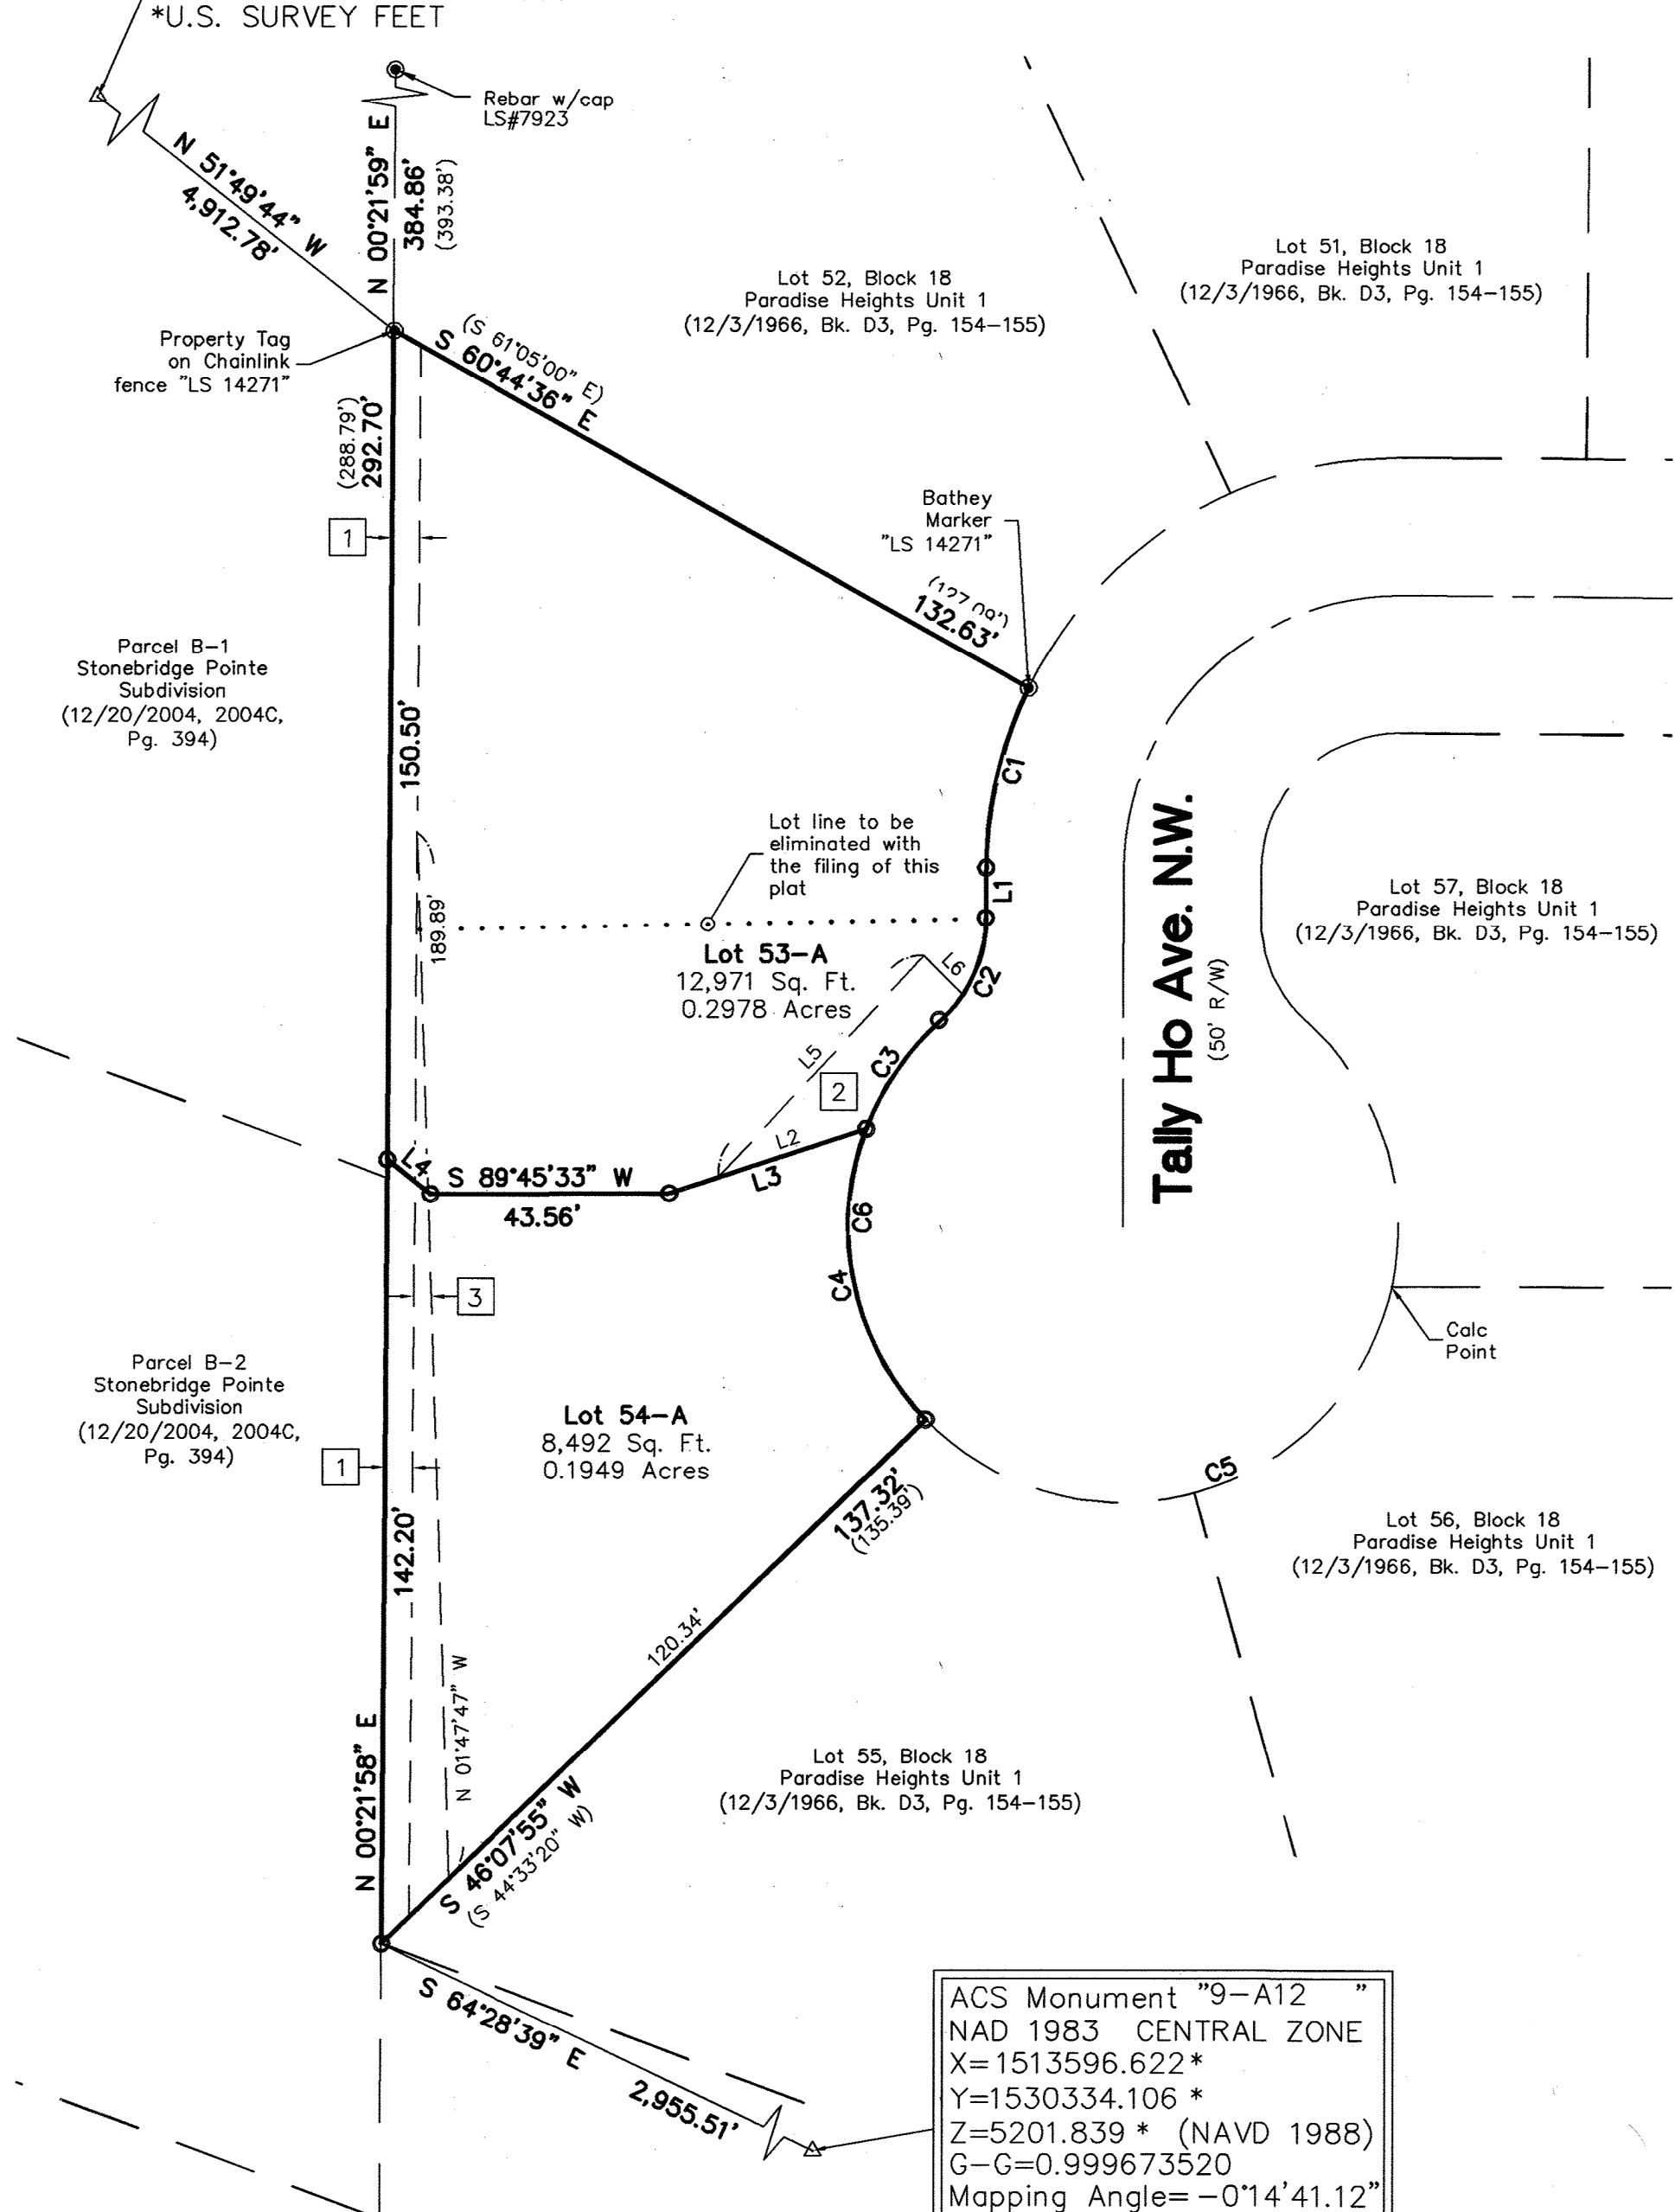 *U.S. SURVEY FEET
Rebar w/cap
LS#7923
N 51°49'44" W
4,912.78'
N 00°21'59" E
384.86'
(393.38')
Lot 52, Block 18
Paradise Heights Unit 1
(12/3/1966, Bk. D3, Pg. 154-155)
Lot 51, Block 18
Paradise Heights Unit 1
(12/3/1966, Bk. D3, Pg. 154-155)
Property Tag
on Chainlink
fence "LS 14271"
(S 61°05'00" E)
S 60°44'36" E
(288.79')
292.70'
1
Bathey
Marker
"LS 14271"
(127.09')
132.63'
Parcel B-1
Stonebridge Pointe
Subdivision
(12/20/2004, 2004C,
Pg. 394)
150.50'
C1
Lot line to be
eliminated with
the filing of this
plat
L1
189.89'
Lot 53-A
12,971 Sq. Ft.
0.2978 Acres
L6
C2
Tally Ho Ave. N.W.
(50' R/W)
Lot 57, Block 18
Paradise Heights Unit 1
(12/3/1966, Bk. D3, Pg. 154-155)
L5
C3
2
L2
L3
L4
S 89°45'33" W
43.56'
C6
C4
3
Calc
Point
Parcel B-2
Stonebridge Pointe
Subdivision
(12/20/2004, 2004C,
Pg. 394)
1
Lot 54-A
8,492 Sq. Ft.
0.1949 Acres
142.20'
C5
137.32'
(135.39')
Lot 56, Block 18
Paradise Heights Unit 1
(12/3/1966, Bk. D3, Pg. 154-155)
120.34'
N 01°47'47" W
N 00°21'58" E
Lot 55, Block 18
Paradise Heights Unit 1
(12/3/1966, Bk. D3, Pg. 154-155)
S 46°07'55" W
(S 44°33'20" W)
S 64°28'39" E
2,955.51'
ACS Monument "9-A12 "
NAD 1983 CENTRAL ZONE
X=1513596.622*
Y=1530334.106 *
Z=5201.839 * (NAVD 1988)
G-G=0.999673520
Mapping Angle= -0°14'41.12"